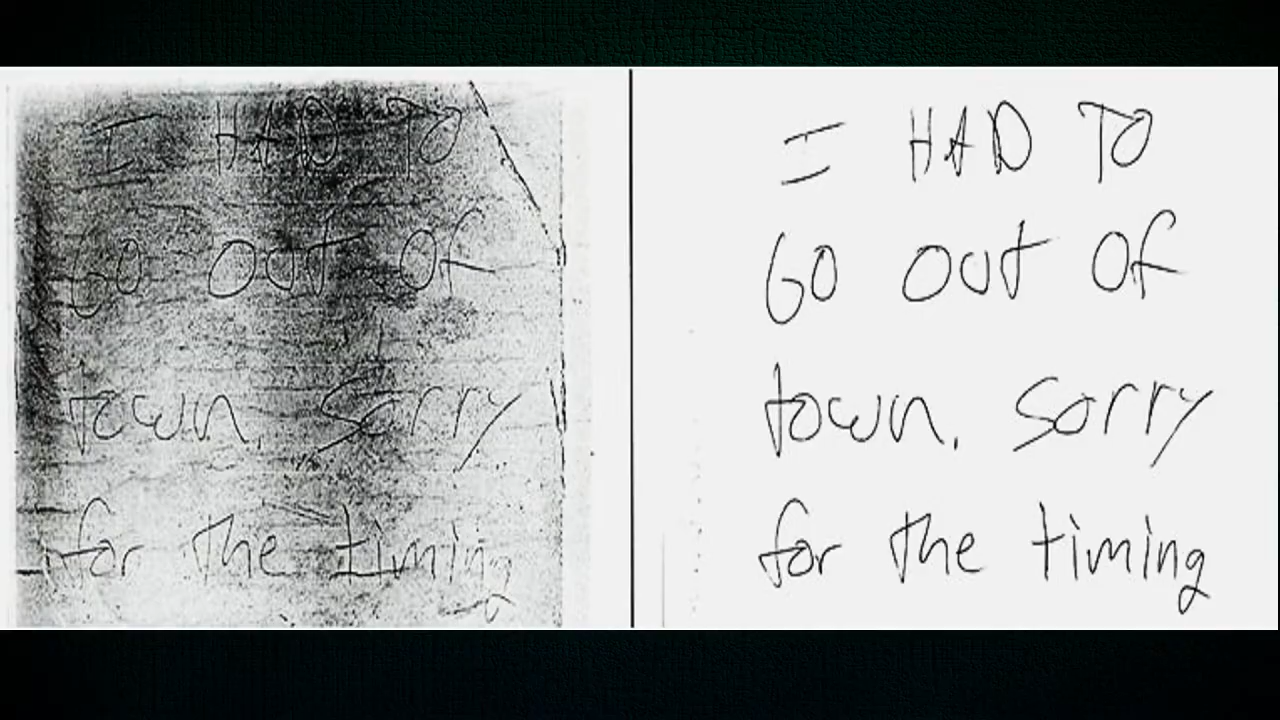 I HAD TO
GO OUT OF
town, Sorry
for the timing
I HAD TO
GO OUT OF
town, Sorry
for the timing